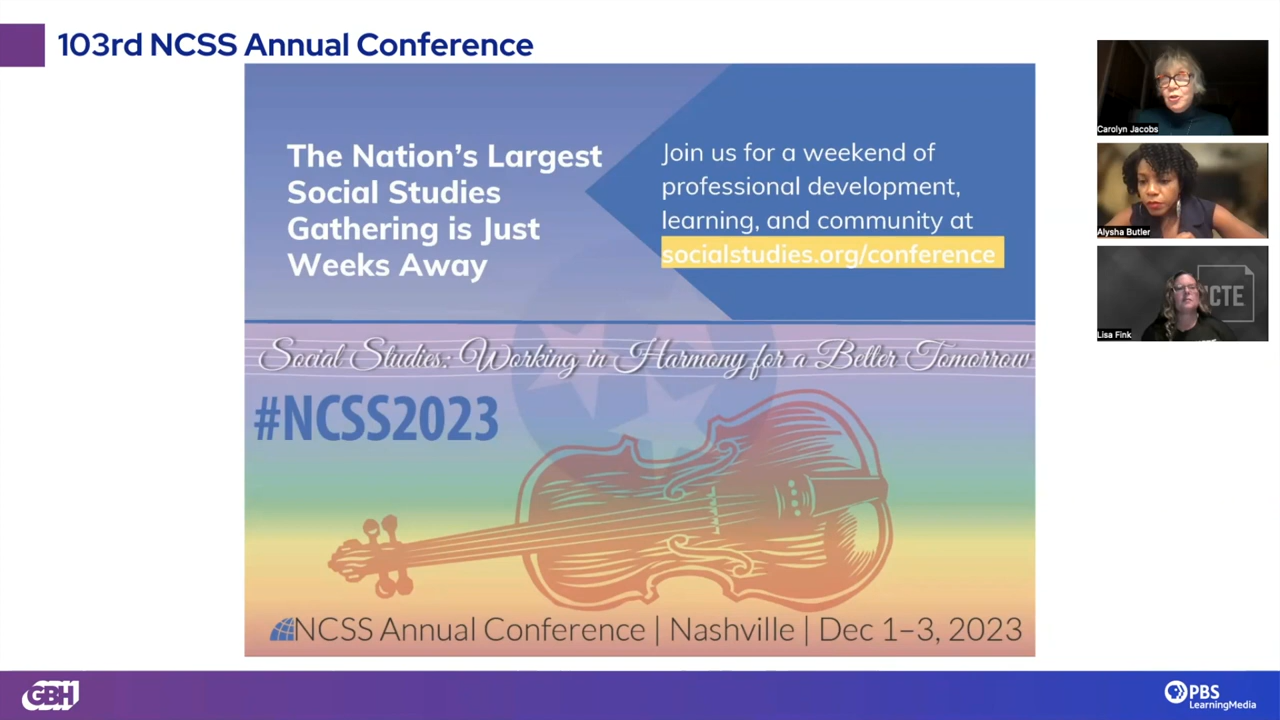 103rd NCSS Annual Conference
The Nation's Largest
Social Studies
Gathering is Just
Weeks Away
Join us for a weekend of
professional development,
learning, and community at
socialstudies.org/conference
Social Studies: Working in Harmony for a Better Tomorrow
#NCSS2023
NCSS Annual Conference | Nashville | Dec 1–3, 2023
Carolyn Jacobs
Alysha Butler
NCTE
Lisa Fink
GBH
PBS
LearningMedia